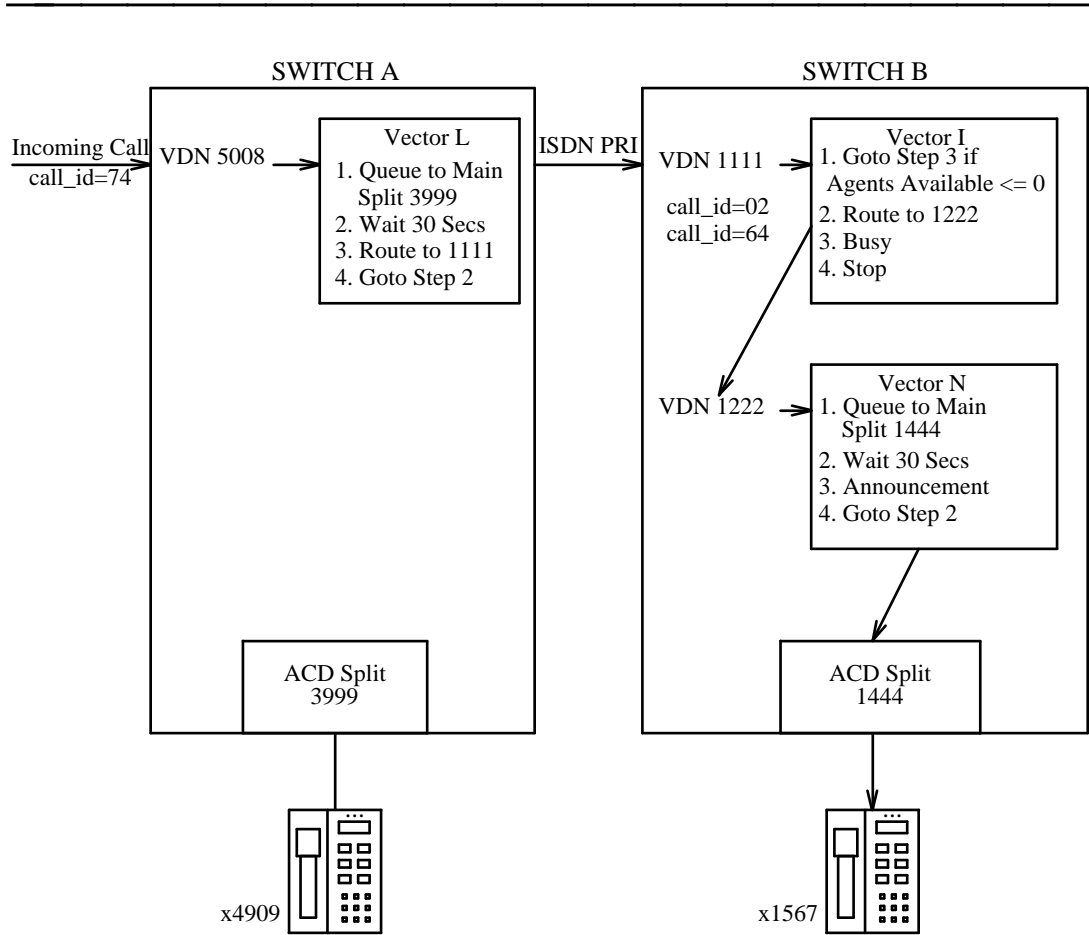 SWITCH A
SWITCH B
Incoming Call
call_id=74
VDN 5008
Vector L
1. Queue to Main
Split 3999
2. Wait 30 Secs
3. Route to 1111
4. Goto Step 2
ISDN PRI
VDN 1111
call_id=02
call_id=64
Vector I
1. Goto Step 3 if
Agents Available <= 0
2. Route to 1222
3. Busy
4. Stop
VDN 1222
Vector N
1. Queue to Main
Split 1444
2. Wait 30 Secs
3. Announcement
4. Goto Step 2
ACD Split
3999
ACD Split
1444
x4909
x1567